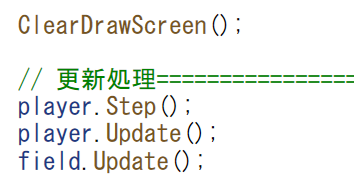 ClearDrawScreen();
// 更新処理================
player.Step();
player.Update();
field.Update();